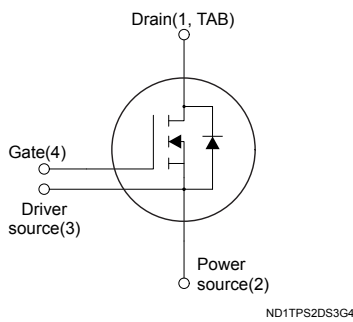 Drain(1, TAB)
Gate(4)
Driver
source(3)
Power
source(2)
ND1TPS2DS3G4